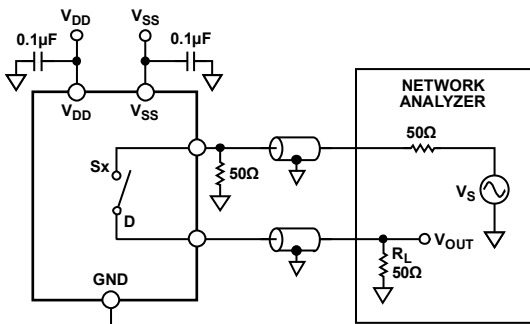 VDD VSS
0.1µF 0.1µF
VDD VSS
NETWORK
ANALYZER
50Ω
Sx
50Ω
VS
D
VOUT
RL
50Ω
GND